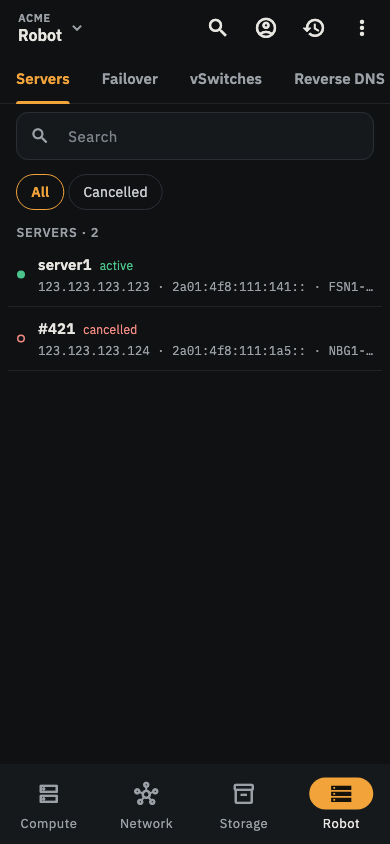 ACME
Robot
Servers Failover vSwitches Reverse DNS
Search
All Cancelled
SERVERS · 2
server1 active
123.123.123.123 · 2a01:4f8:111:141:: · FSN1-…
#421 cancelled
123.123.123.124 · 2a01:4f8:111:1a5:: · NBG1-…
Compute Network Storage Robot